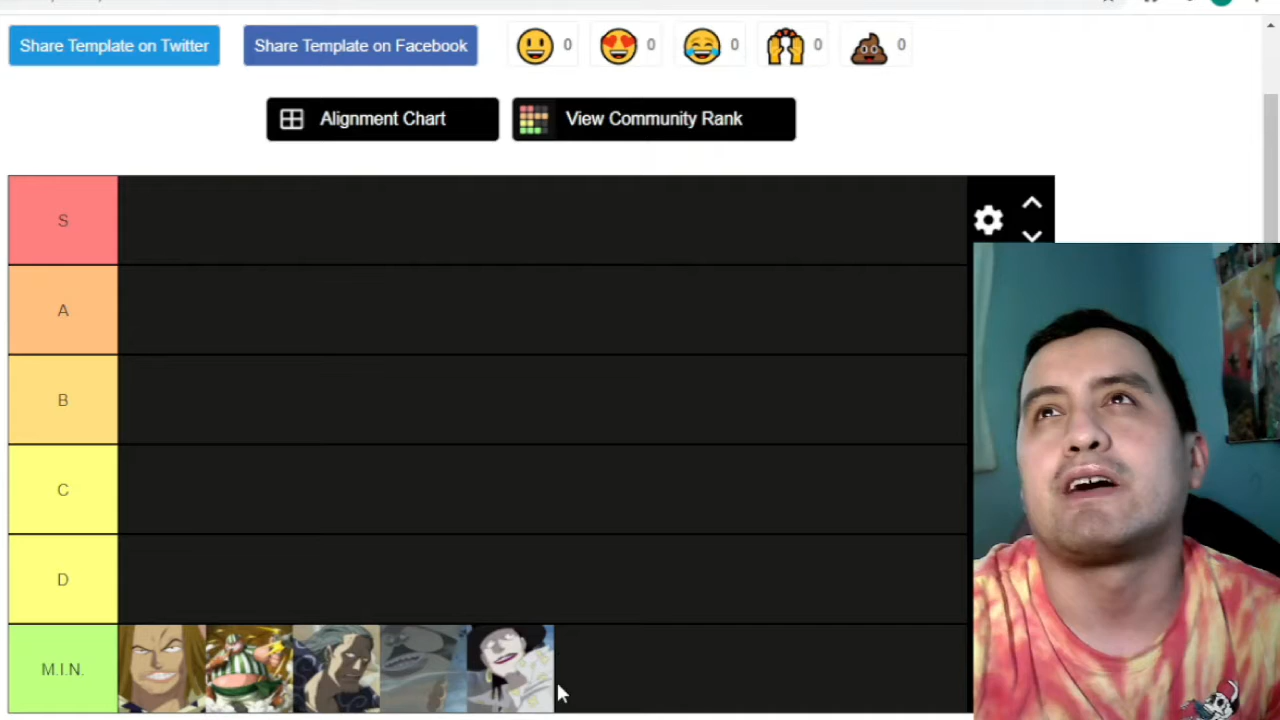 Share Template on Twitter
Share Template on Facebook
0
0
0
0
0
Alignment Chart
View Community Rank
S
A
B
C
D
M.I.N.